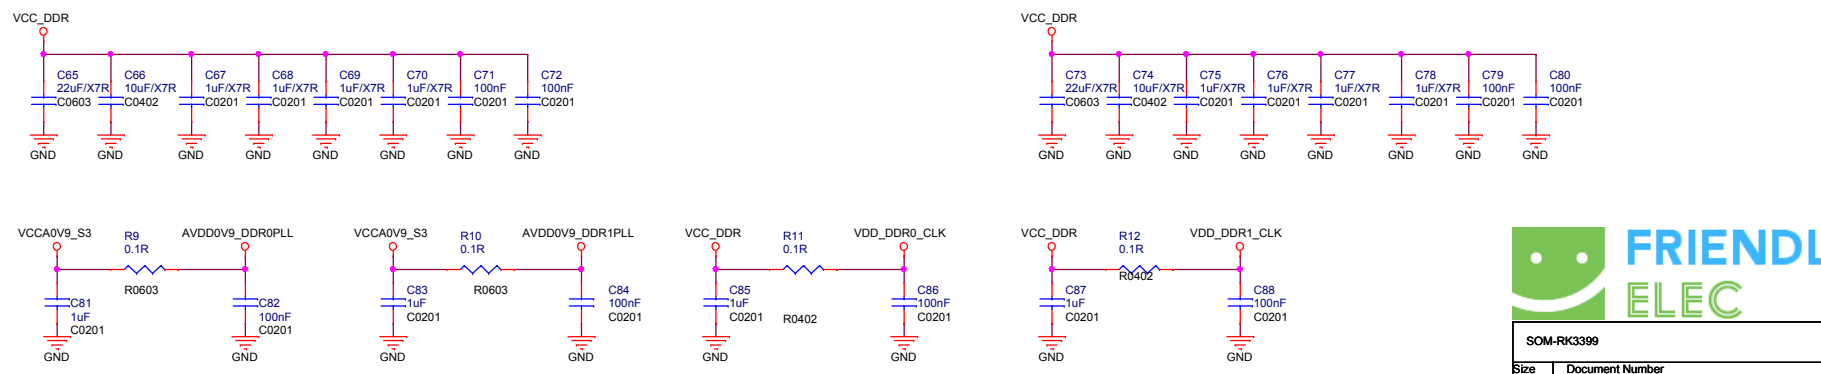 VCC_DDR
C65 C66 C67 C68 C69 C70 C71 C72
22uF/X7R 10uF/X7R 1uF/X7R 1uF/X7R 1uF/X7R 1uF/X7R 100nF 100nF
C0603 C0402 C0201 C0201 C0201 C0201 C0201 C0201
GND GND GND GND GND GND GND GND
VCC_DDR
C73 C74 C75 C76 C77 C78 C79 C80
22uF/X7R 10uF/X7R 1uF/X7R 1uF/X7R 1uF/X7R 1uF/X7R 100nF 100nF
C0603 C0402 C0201 C0201 C0201 C0201 C0201 C0201
GND GND GND GND GND GND GND GND
VCCA0V9_S3 R9 AVDD0V9_DDR0PLL
0.1R
R0603
C81 C82
1uF 100nF
C0201 C0201
GND GND
VCCA0V9_S3 R10 AVDD0V9_DDR1PLL
0.1R
R0603
C83 C84
1uF 100nF
C0201 C0201
GND GND
VCC_DDR R11 VDD_DDR0_CLK
0.1R
C85 C86
1uF 100nF
C0201 R0402 C0201
GND GND
VCC_DDR R12 VDD_DDR1_CLK
0.1R
R0402
C87 C88
1uF 100nF
C0201 C0201
GND GND
FRIENDL
ELEC
SOM-RK3399
Size Document Number